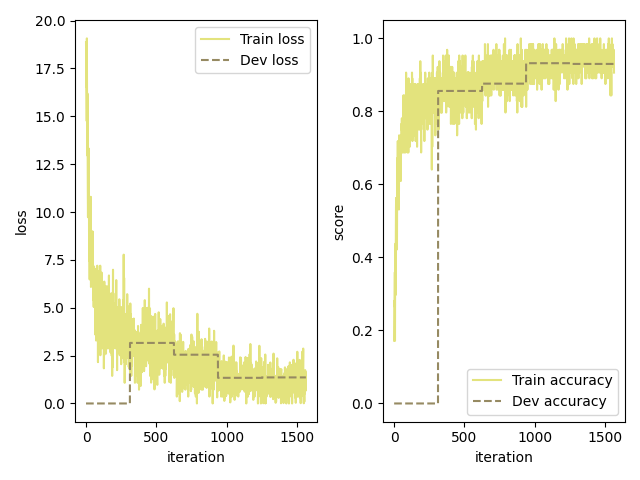 20.0
17.5
15.0
12.5
10.0
7.5
5.0
2.5
0.0
loss
0
500
1000
1500
iteration
Train loss
Dev loss
1.0
0.8
0.6
0.4
0.2
0.0
score
0
500
1000
1500
iteration
Train accuracy
Dev accuracy